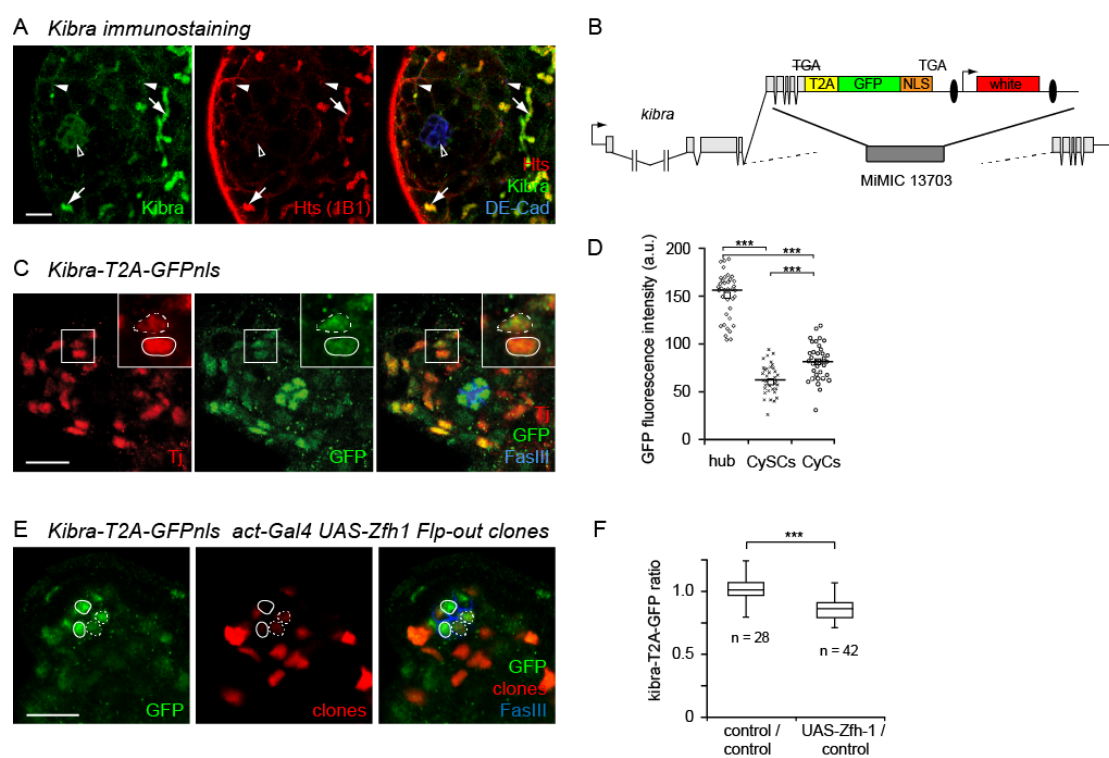 A Kibra immunostaining
Kibra
Hts (1B1)
Hts
Kibra
DE-Cad
B
TGA TGA
T2A GFP NLS white
kibra
MiMIC 13703
C Kibra-T2A-GFPnls
Tj
GFP
Tj
GFP
FasIII
D
GFP fluorescence intensity (a.u.)
*** ***
***
200
150
100
50
0
hub CySCs CyCs
E Kibra-T2A-GFPnls act-Gal4 UAS-Zfh1 Flp-out clones
GFP
clones
GFP
clones
FasIII
F
kibra-T2A-GFP ratio
***
1.0
0.5
0
n = 28
n = 42
control / control
UAS-Zfh-1 / control